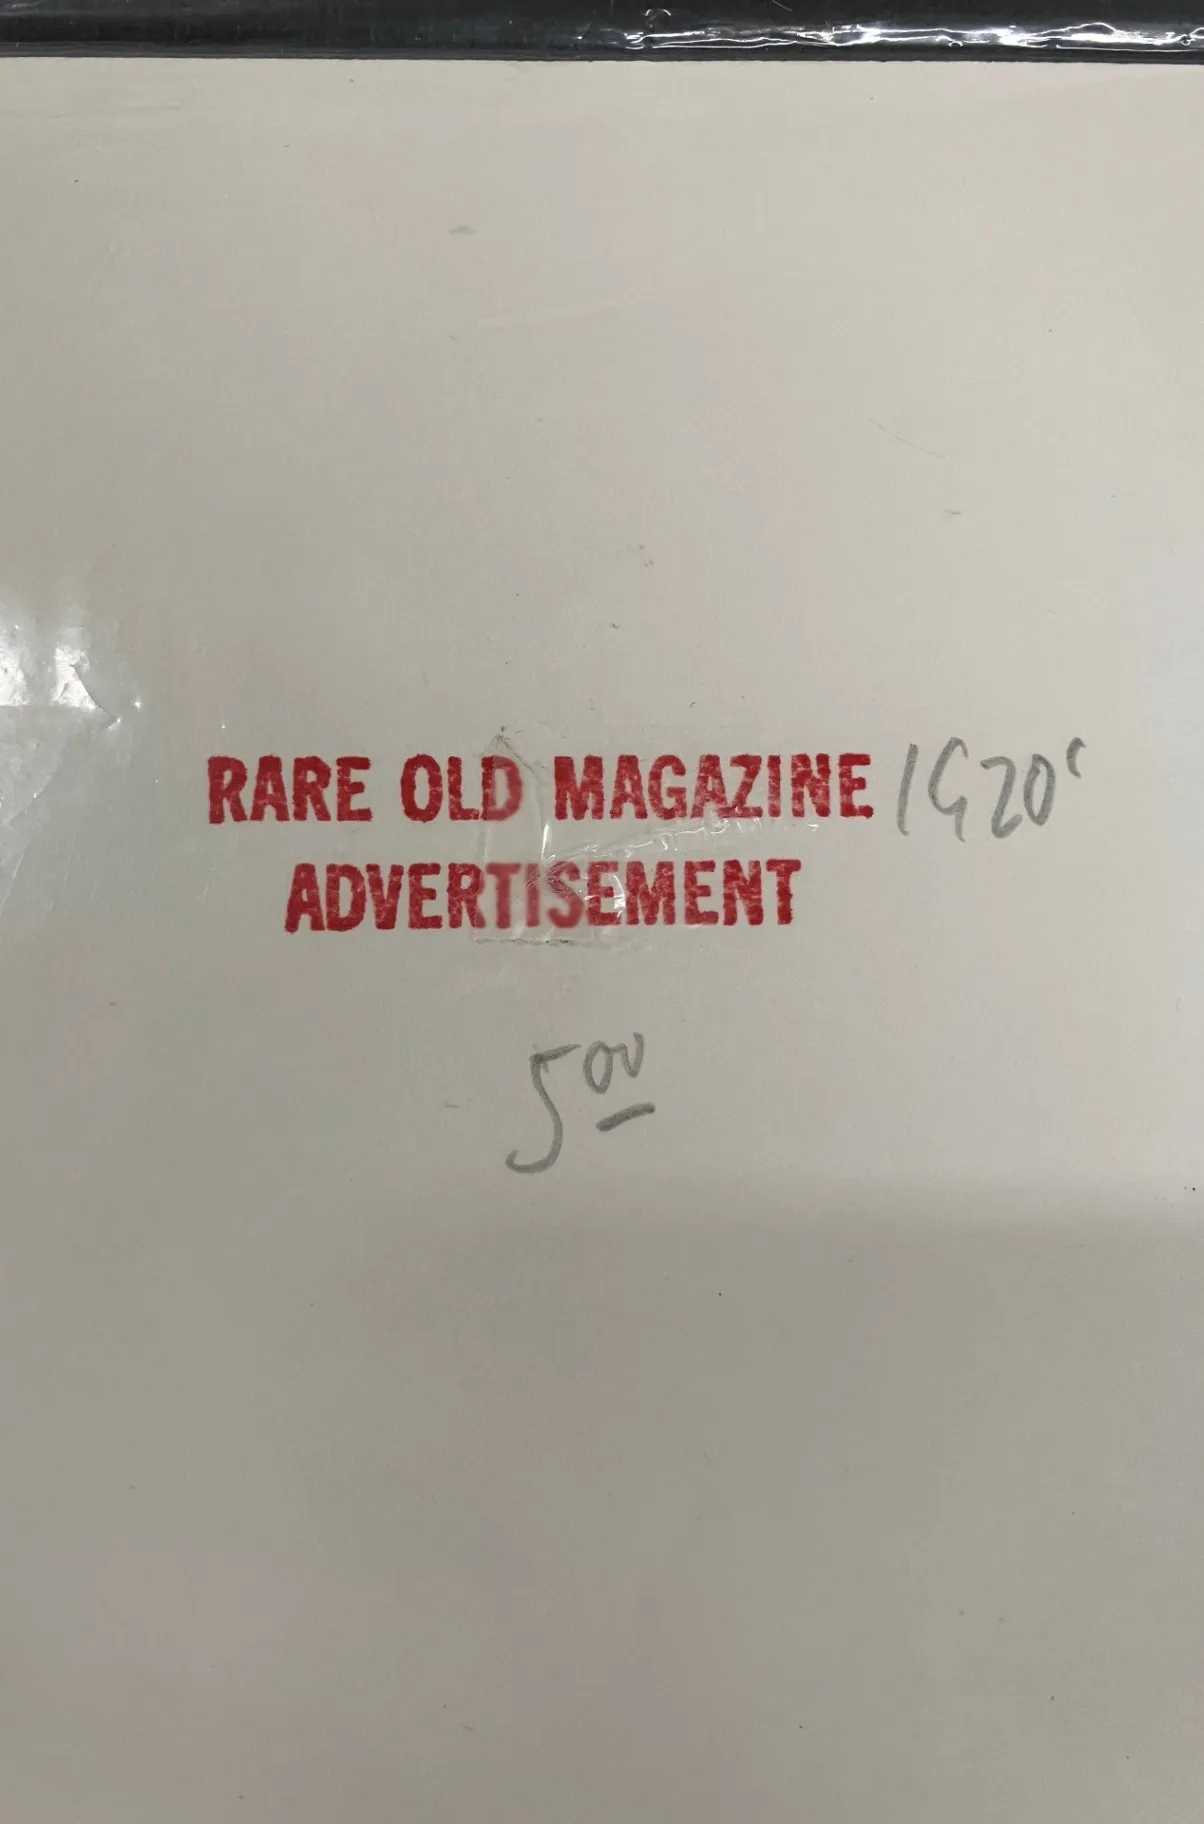 RARE OLD MAGAZINE 1920'
ADVERTISEMENT
500